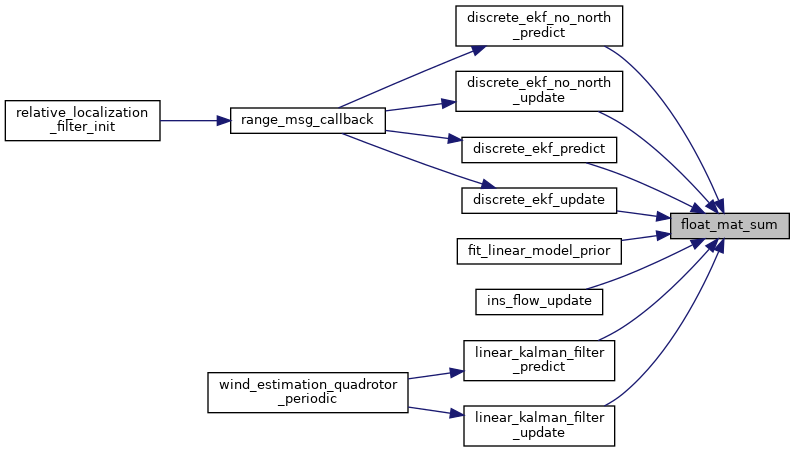 discrete_ekf_no_north
_predict
discrete_ekf_no_north
_update
relative_localization
_filter_init
range_msg_callback
discrete_ekf_predict
discrete_ekf_update
float_mat_sum
fit_linear_model_prior
ins_flow_update
linear_kalman_filter
_predict
wind_estimation_quadrotor
_periodic
linear_kalman_filter
_update